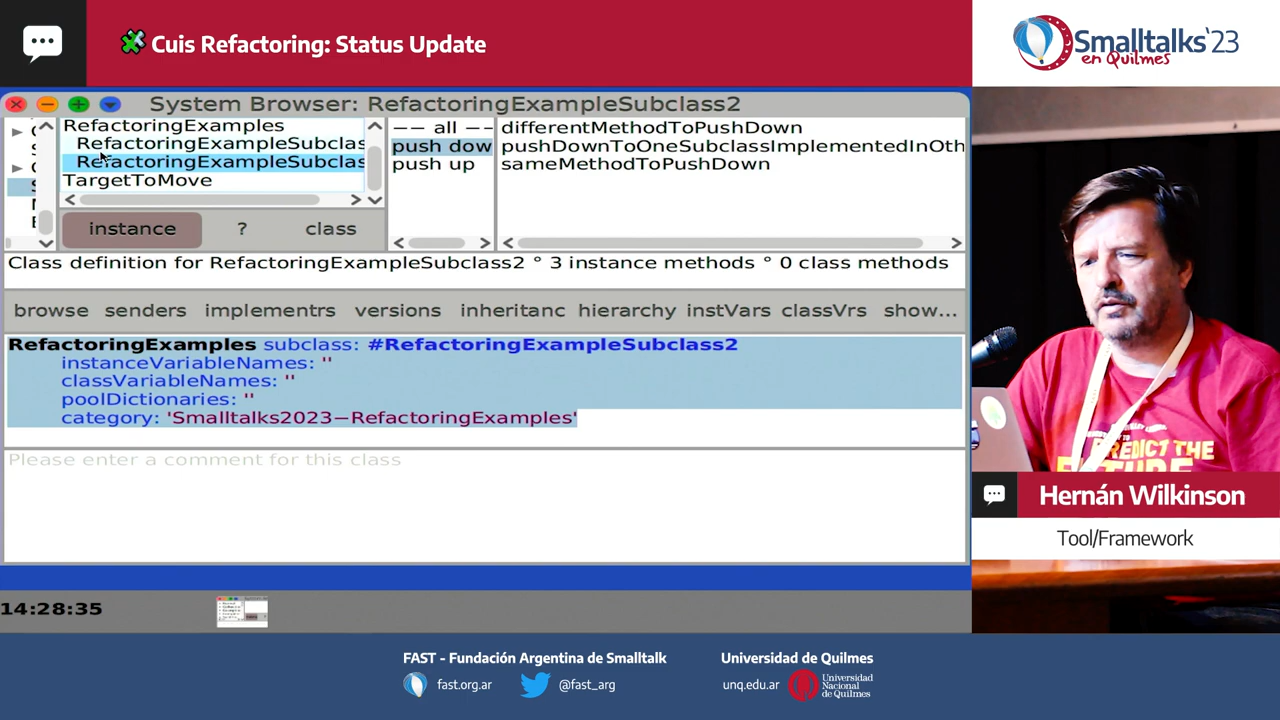 Cuis Refactoring: Status Update
Smalltalks'23
en Quilmes
System Browser: RefactoringExampleSubclass2
RefactoringExamples
RefactoringExampleSubclas
RefactoringExampleSubclas
TargetToMove
instance ? class
-- all --
push dow
push up
differentMethodToPushDown
pushDownToOneSubclassImplementedInOth
sameMethodToPushDown
Class definition for RefactoringExampleSubclass2 ° 3 instance methods ° 0 class methods
browse senders implementrs versions inheritanc hierarchy instVars classVrs show...
RefactoringExamples subclass: #RefactoringExampleSubclass2
instanceVariableNames: ''
classVariableNames: ''
poolDictionaries: ''
category: 'Smalltalks2023-RefactoringExamples'
Please enter a comment for this class
14:28:35
PREDICT THE
FUTURE
Hernán Wilkinson
Tool/Framework
FAST - Fundación Argentina de Smalltalk
fast.org.ar
@fast_arg
Universidad de Quilmes
unq.edu.ar
Universidad
Nacional
de Quilmes